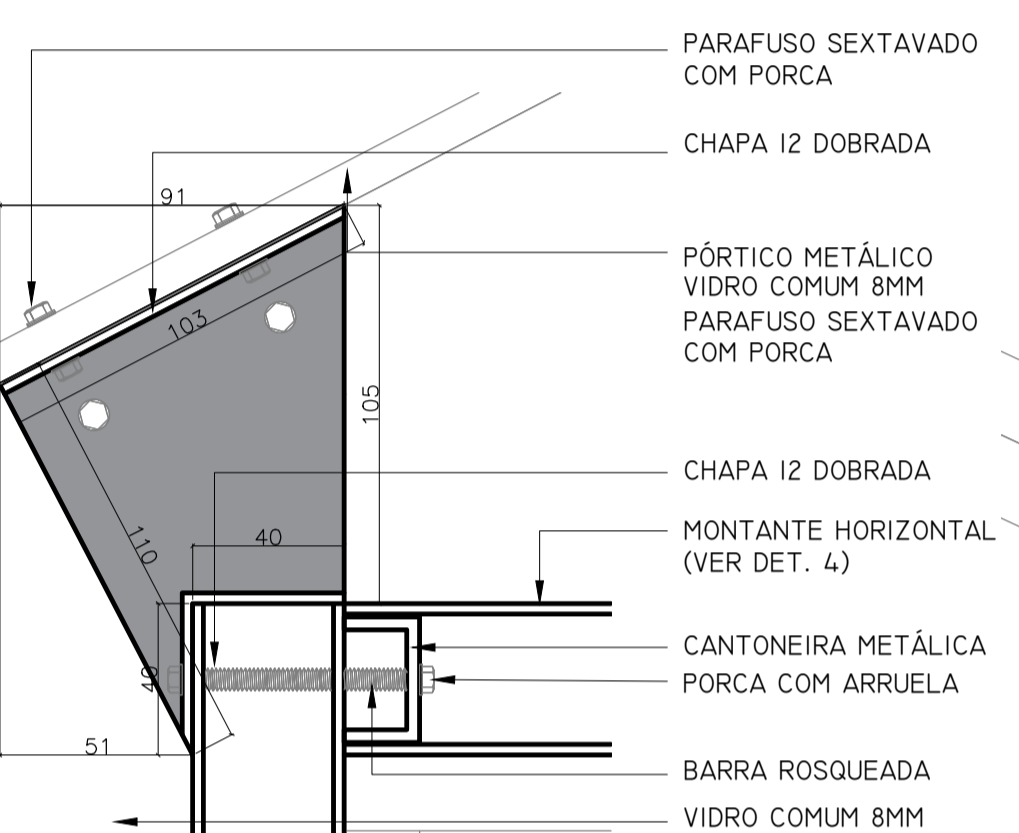 PARAFUSO SEXTAVADO
COM PORCA
CHAPA 12 DOBRADA
91
PÓRTICO METÁLICO
VIDRO COMUM 8MM
PARAFUSO SEXTAVADO
COM PORCA
103
105
CHAPA 12 DOBRADA
110
40
MONTANTE HORIZONTAL
(VER DET. 4)
CANTONEIRA METÁLICA
40
PORCA COM ARRUELA
51
BARRA ROSQUEADA
VIDRO COMUM 8MM